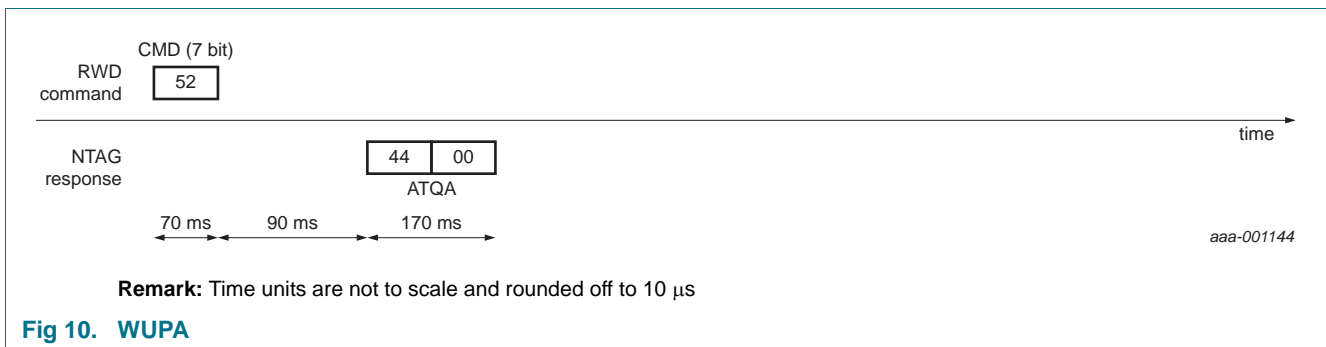 CMD (7 bit)
RWD
command
52
time
NTAG
response
44 00
ATQA
70 ms 90 ms 170 ms
aaa-001144
Remark: Time units are not to scale and rounded off to 10 μs
Fig 10. WUPA